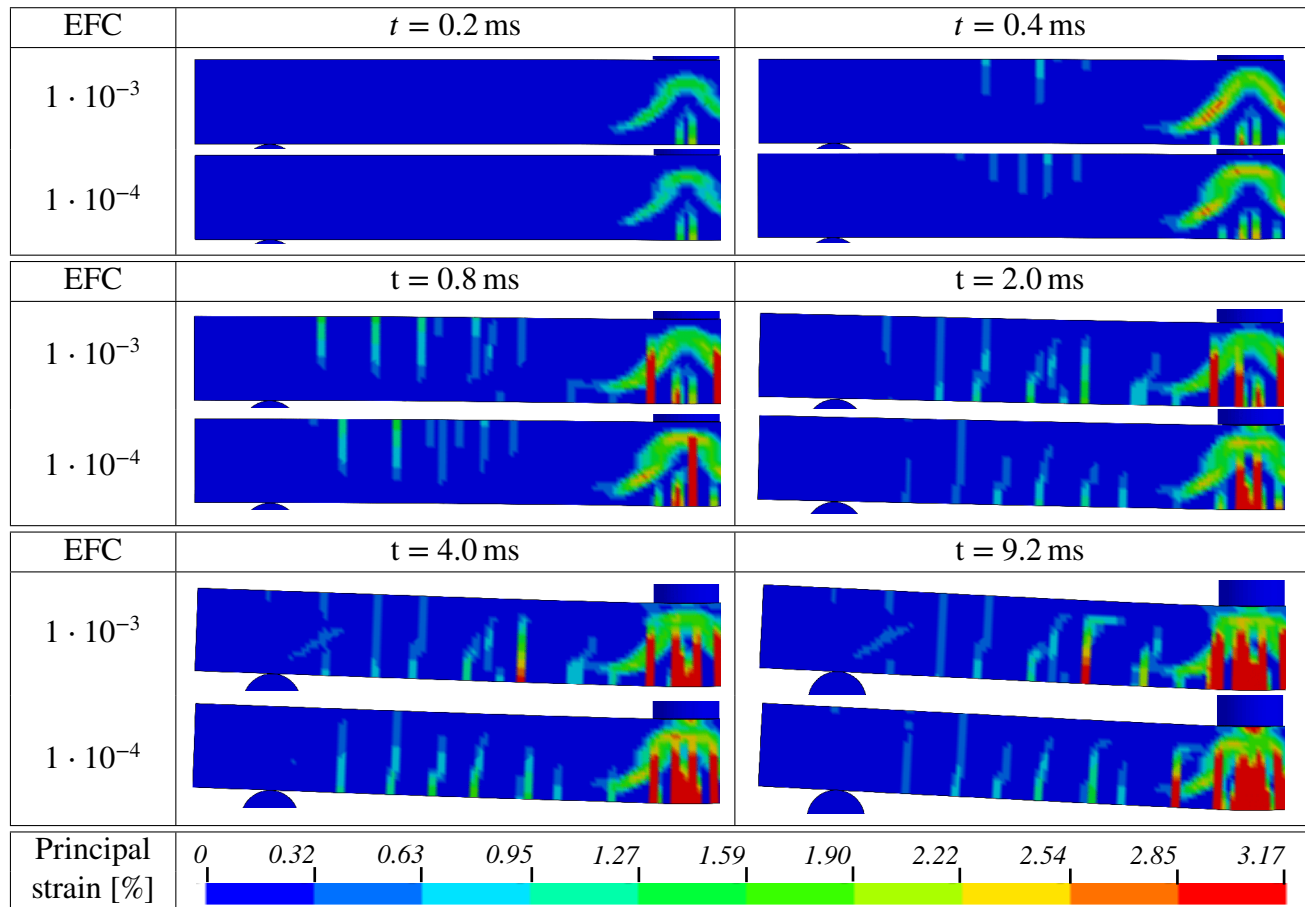 EFC t = 0.2 ms t = 0.4 ms
1 · 10⁻³
1 · 10⁻⁴
EFC t = 0.8 ms t = 2.0 ms
1 · 10⁻³
1 · 10⁻⁴
EFC t = 4.0 ms t = 9.2 ms
1 · 10⁻³
1 · 10⁻⁴
Principal 0 0.32 0.63 0.95 1.27 1.59 1.90 2.22 2.54 2.85 3.17
strain [%]